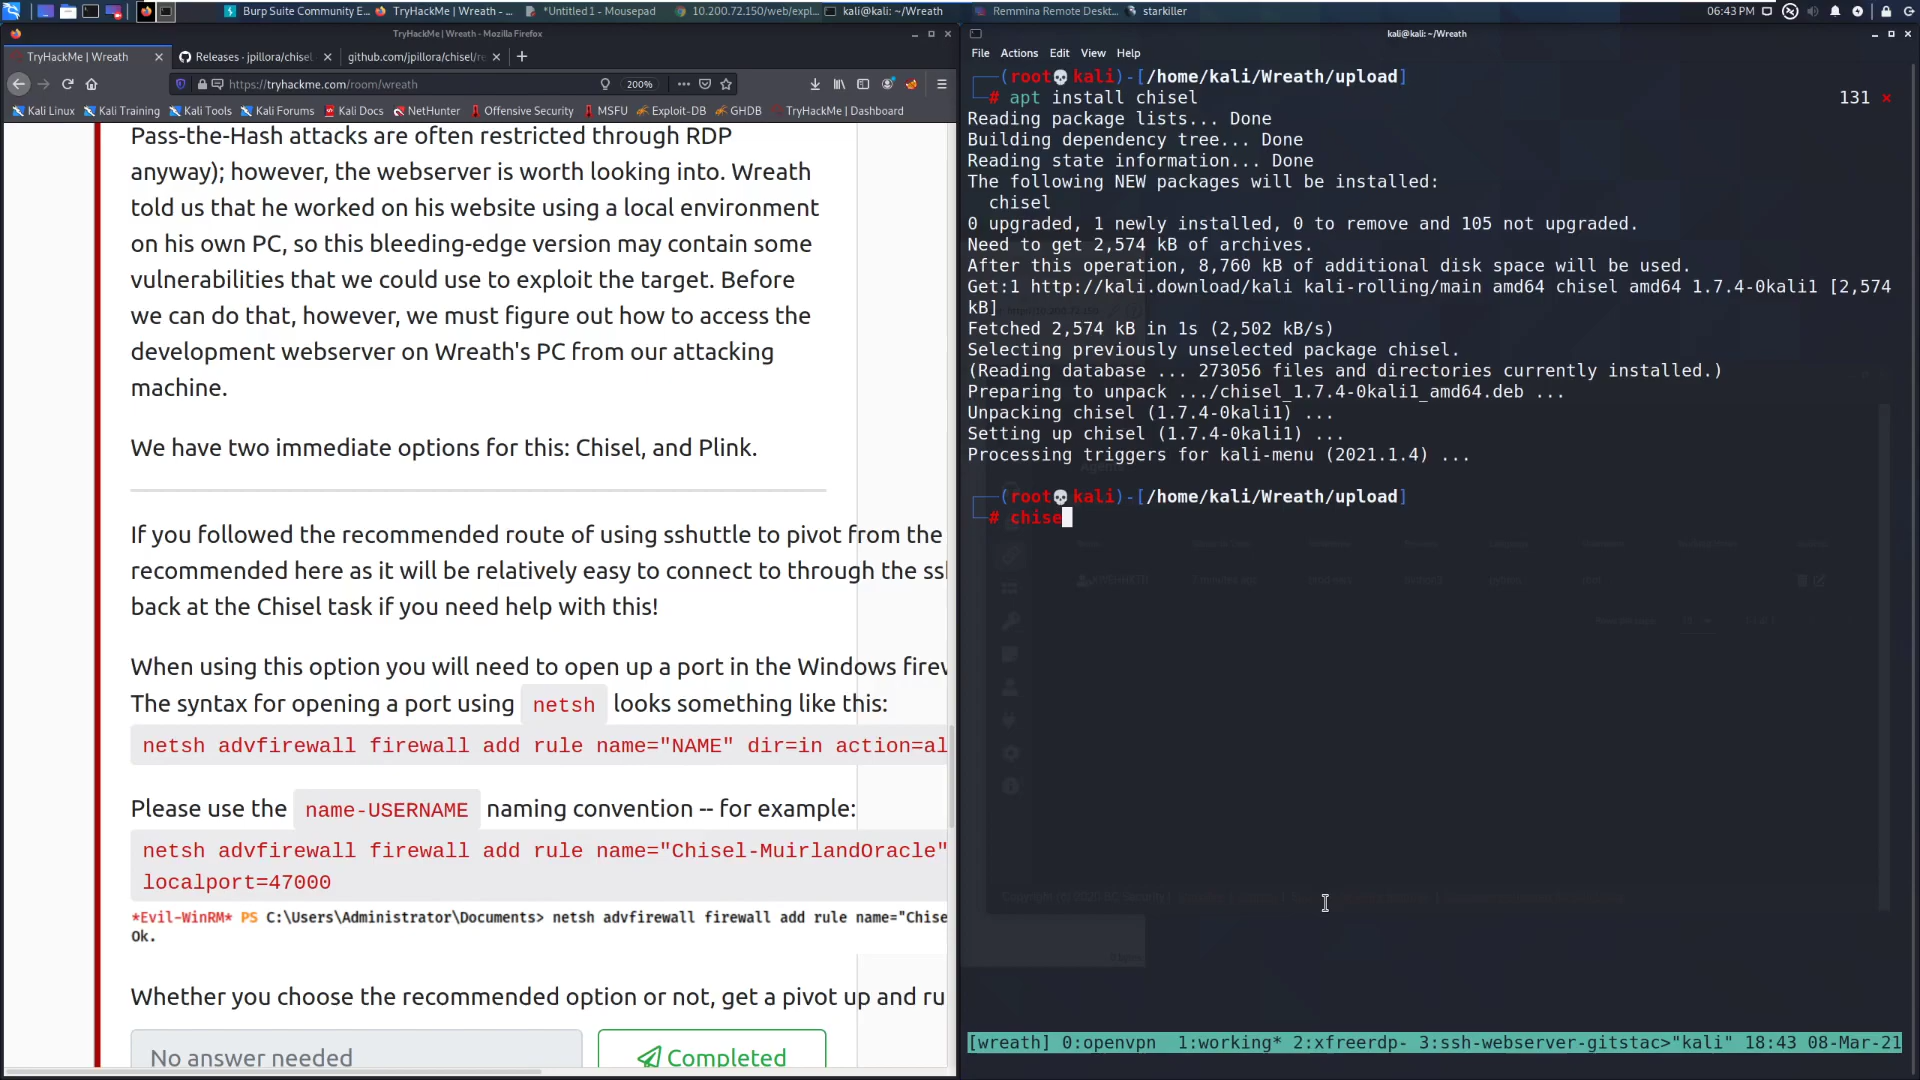 Burp Suite Community E...
TryHackMe | Wreath - ...
*Untitled 1 - Mousepad
10.200.72.150/web/expl...
kali@kali: ~/Wreath
Remmina Remote Deskt...
starkiller
06:43 PM
TryHackMe | Wreath - Mozilla Firefox
TryHackMe | Wreath
Releases · jpillora/chisel
github.com/jpillora/chisel/re
https://tryhackme.com/room/wreath
200%
Kali Linux
Kali Training
Kali Tools
Kali Forums
Kali Docs
NetHunter
Offensive Security
MSFU
Exploit-DB
GHDB
TryHackMe | Dashboard
Pass-the-Hash attacks are often restricted through RDP
anyway); however, the webserver is worth looking into. Wreath
told us that he worked on his website using a local environment
on his own PC, so this bleeding-edge version may contain some
vulnerabilities that we could use to exploit the target. Before
we can do that, however, we must figure out how to access the
development webserver on Wreath's PC from our attacking
machine.
We have two immediate options for this: Chisel, and Plink.
If you followed the recommended route of using sshuttle to pivot from the
recommended here as it will be relatively easy to connect to through the ssl
back at the Chisel task if you need help with this!
When using this option you will need to open up a port in the Windows firew
The syntax for opening a port using netsh looks something like this:
netsh advfirewall firewall add rule name="NAME" dir=in action=al
Please use the name-USERNAME naming convention -- for example:
netsh advfirewall firewall add rule name="Chisel-MuirlandOracle"
localport=47000
*Evil-WinRM* PS C:\Users\Administrator\Documents> netsh advfirewall firewall add rule name="Chise
Ok.
Whether you choose the recommended option or not, get a pivot up and ru
No answer needed
Completed
kali@kali: ~/Wreath
File Actions Edit View Help
(root💀kali)-[/home/kali/Wreath/upload]
# apt install chisel 131 ×
Reading package lists... Done
Building dependency tree... Done
Reading state information... Done
The following NEW packages will be installed:
chisel
0 upgraded, 1 newly installed, 0 to remove and 105 not upgraded.
Need to get 2,574 kB of archives.
After this operation, 8,760 kB of additional disk space will be used.
Get:1 http://kali.download/kali kali-rolling/main amd64 chisel amd64 1.7.4-0kali1 [2,574
kB]
Fetched 2,574 kB in 1s (2,502 kB/s)
Selecting previously unselected package chisel.
(Reading database ... 273056 files and directories currently installed.)
Preparing to unpack .../chisel_1.7.4-0kali1_amd64.deb ...
Unpacking chisel (1.7.4-0kali1) ...
Setting up chisel (1.7.4-0kali1) ...
Processing triggers for kali-menu (2021.1.4) ...
(root💀kali)-[/home/kali/Wreath/upload]
# chise
[wreath] 0:openvpn 1:working* 2:xfreerdp- 3:ssh-webserver-gitstac>"kali" 18:43 08-Mar-21